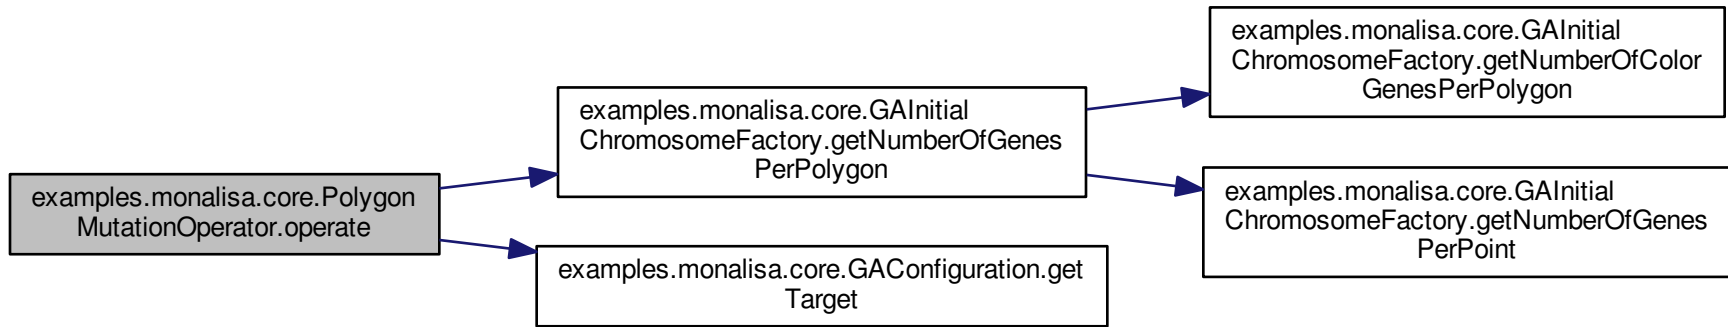 examples.monalisa.core.Polygon
MutationOperator.operate
examples.monalisa.core.GAInitial
ChromosomeFactory.getNumberOfGenes
PerPolygon
examples.monalisa.core.GAConfiguration.get
Target
examples.monalisa.core.GAInitial
ChromosomeFactory.getNumberOfColor
GenesPerPolygon
examples.monalisa.core.GAInitial
ChromosomeFactory.getNumberOfGenes
PerPoint